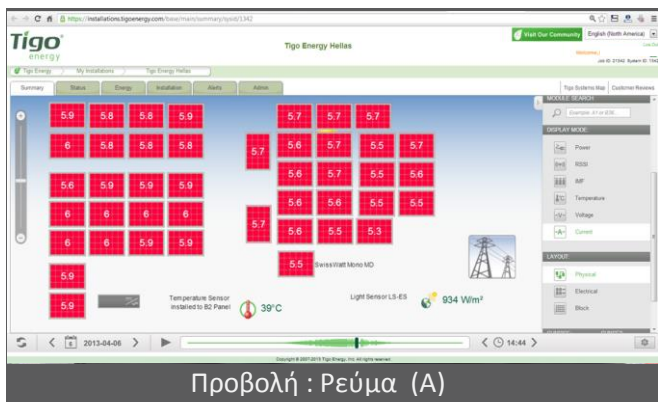 https://installations.tigoenergy.com/base/main/summary/sysid/1342
Tigo
energy
Tigo Energy Hellas
Visit Our Community
English (North America)
Welcome,
Tigo Energy
My Installations
Tigo Energy Hellas
Summary
Status
Energy
Installation
Alerts
Admin
Tigo Systems Map
Customer Reviews
5.9 5.8 5.8 5.8
6 5.8 5.8 5.8
5.6 5.9 5.9 5.9
6 6 6 6
6 6 5.9 5.9
5.9
5.9
5.7 5.7 5.7
5.7
5.6 5.7 5.5 5.7
5.6 5.7 5.5 5.5
5.6 5.6 5.5 5.5
5.7
5.6 5.5 5.3
5.5 SwissWatt Mono MD
Temperature Sensor
installed to B2 Panel
39°C
Light Sensor LS-ES
934 W/m²
MODULE SEARCH
DISPLAY MODE:
Power
RSSI
IMP
Temperature
Voltage
Current
LAYOUT:
Physical
Electrical
Block
2013-04-06
14:44
Copyright © 2007-2013 Tigo Energy, Inc. All rights reserved.
Προβολή : Ρεύμα (Α)